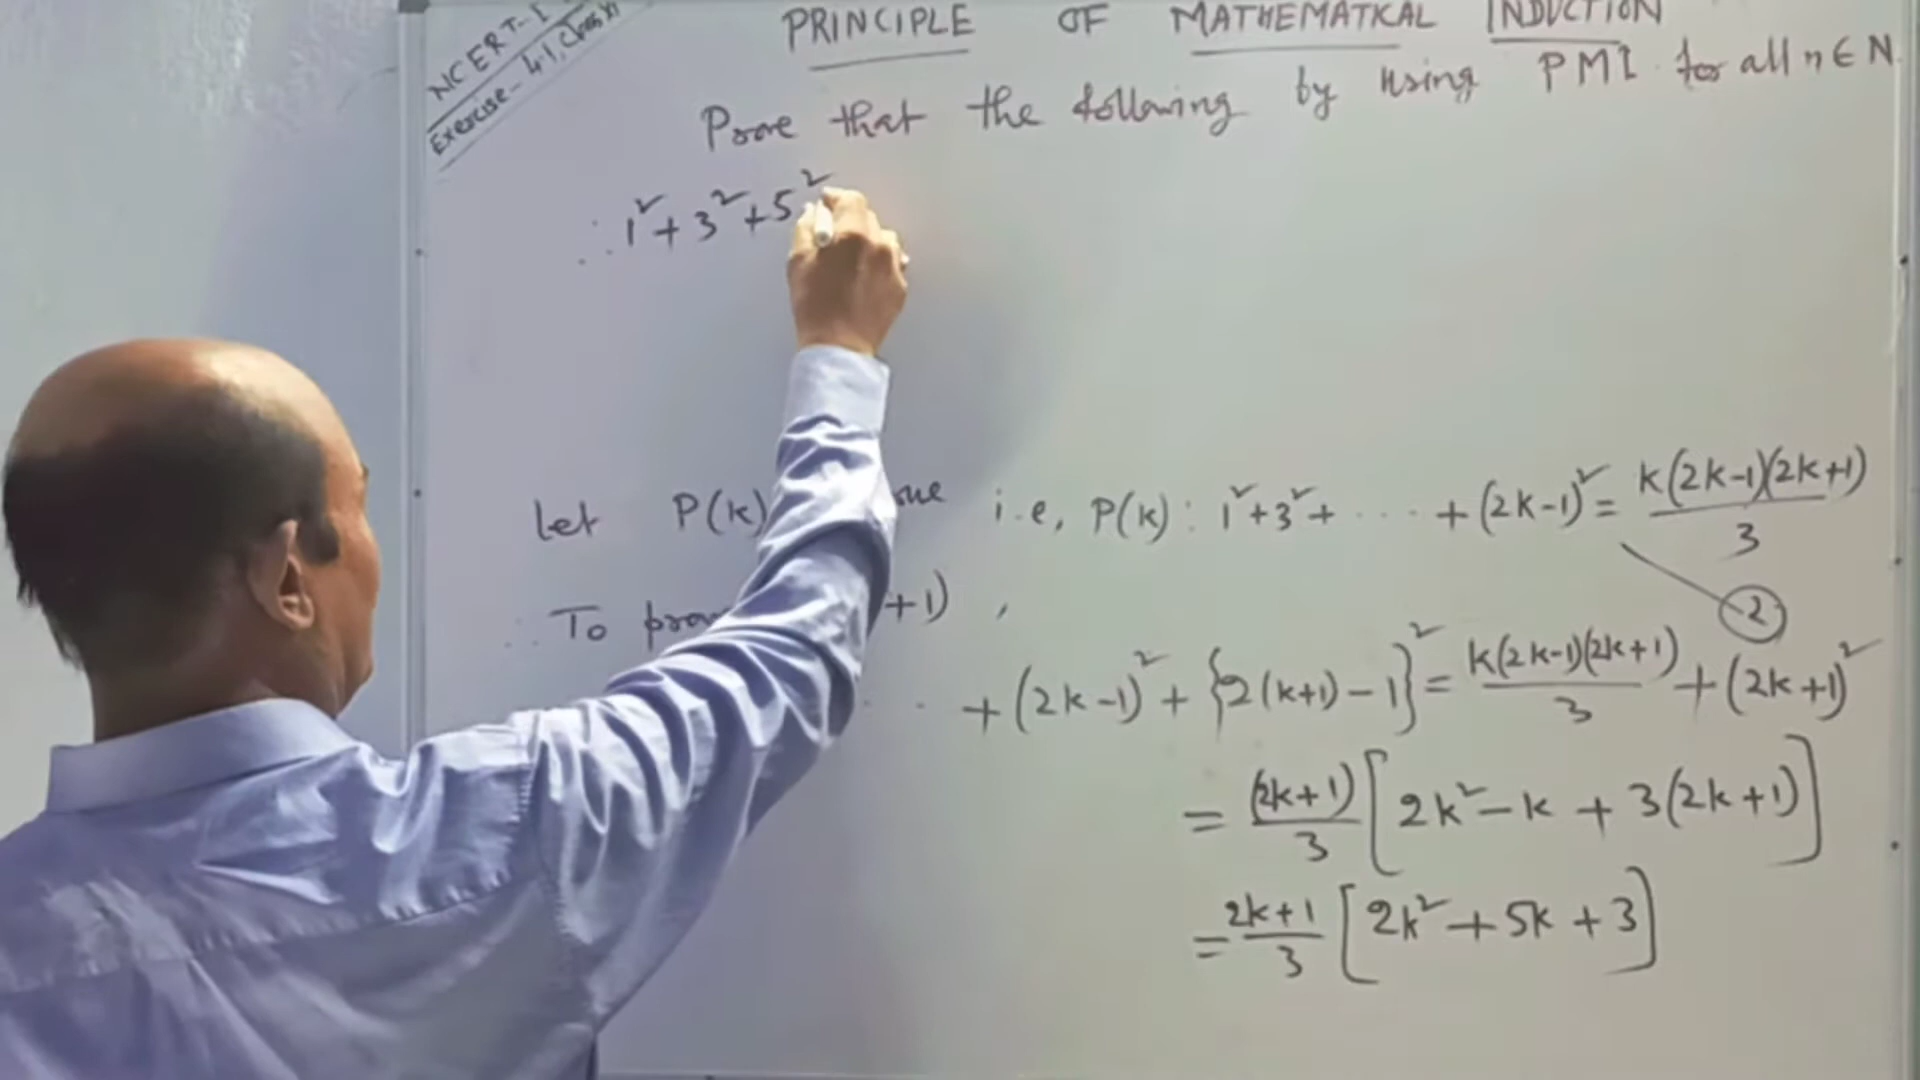 NCERT-I
Exercise- 4.1, Class XI
PRINCIPLE OF MATHEMATICAL INDUCTION
Prove that the following by using PMI for all n ∈ N
∴ 1² + 3² + 5²
Let P(k) i.e, P(k) : 1² + 3² + .... + (2k-1)² = k(2k-1)(2k+1)/3
2
To +1) ,
. . + (2k-1)² + {2(k+1)-1}² = k(2k-1)(2k+1)/3 + (2k+1)²
= (2k+1)/3 [2k² - k + 3(2k+1)]
= 2k+1/3 [2k² + 5k + 3]